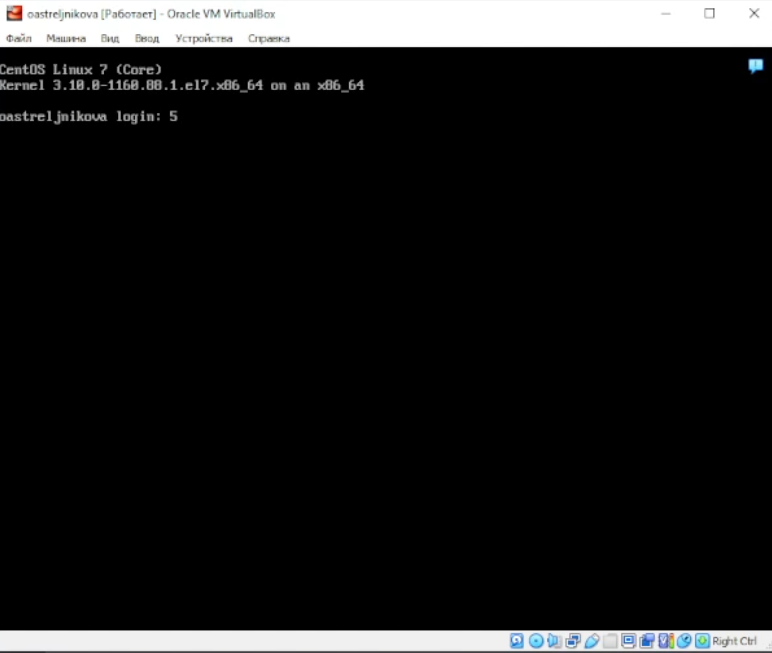 oastreljnikova [Работает] - Oracle VM VirtualBox
Файл Машина Вид Ввод Устройства Справка
CentOS Linux 7 (Core)
Kernel 3.10.0-1160.88.1.el7.x86_64 on an x86_64
oastreljnikova login: 5
Right Ctrl